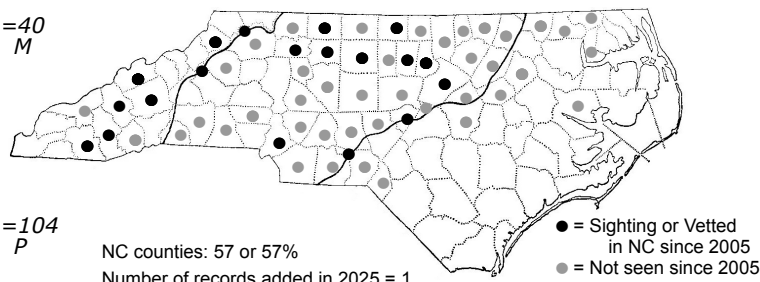 =40
M
=104
P
NC counties: 57 or 57%
Number of records added in 2025 = 1
= Sighting or Vetted
in NC since 2005
= Not seen since 2005